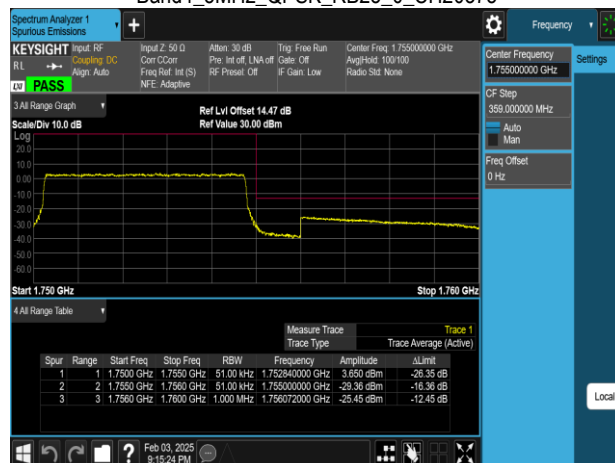 Spectrum Analyzer 1
Spurious Emissions
+
Frequency
KEYSIGHT
RL
LXI PASS
Input: RF
Coupling: DC
Align: Auto
Input Z: 50 Ω
Corr CCorr
Freq Ref: Int (S)
NFE: Adaptive
Atten: 30 dB
Pre: Int off, LNA off
RF Presel: Off
Trig: Free Run
Gate: Off
IF Gain: Low
Center Freq: 1.755000000 GHz
Avg|Hold: 100/100
Radio Std: None
Center Frequency
1.755000000 GHz
Settings
CF Step
359.000000 MHz
Auto
Man
Freq Offset
0 Hz
Local
3 All Range Graph
Scale/Div 10.0 dB
Ref Lvl Offset 14.47 dB
Ref Value 30.00 dBm
Log
20.0
10.0
0.00
-10.0
-20.0
-30.0
-40.0
-50.0
-60.0
Start 1.750 GHz
Stop 1.760 GHz
4 All Range Table
Measure Trace Trace 1
Trace Type Trace Average (Active)
Spur Range Start Freq Stop Freq RBW Frequency Amplitude ΔLimit
1 1 1.7500 GHz 1.7550 GHz 51.00 kHz 1.752840000 GHz 3.650 dBm -26.35 dB
2 2 1.7550 GHz 1.7560 GHz 51.00 kHz 1.755000000 GHz -29.36 dBm -16.36 dB
3 3 1.7560 GHz 1.7600 GHz 1.000 MHz 1.756072000 GHz -25.45 dBm -12.45 dB
?
Feb 03, 2025
9:15:24 PM